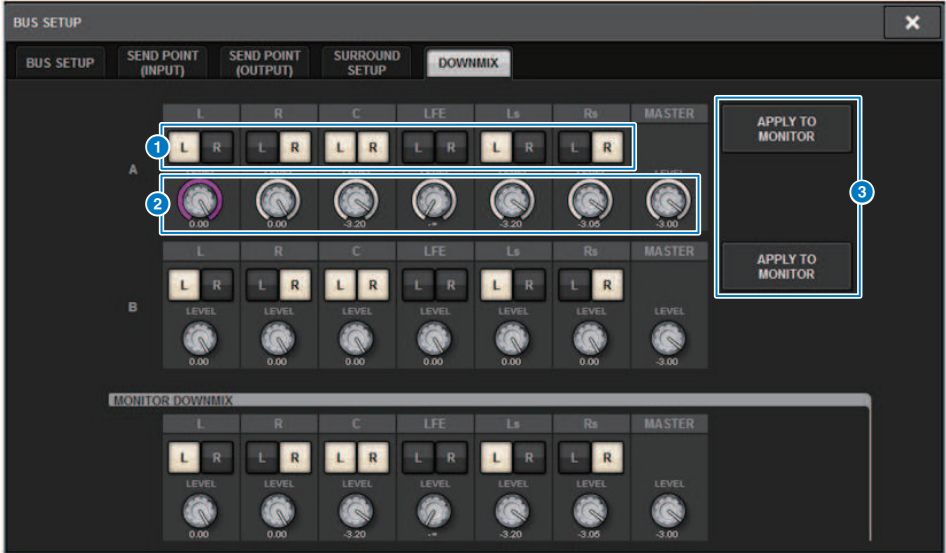 BUS SETUP
BUS SETUP
SEND POINT
(INPUT)
SEND POINT
(OUTPUT)
SURROUND
SETUP
DOWNMIX
L R C LFE Ls Rs MASTER
APPLY TO
MONITOR
1 L R L R L R L R L R L R
A
3
LEVEL
2
0.00 0.00 -3.20 -∞ -3.20 -3.05 -3.00
L R C LFE Ls Rs MASTER
APPLY TO
MONITOR
L R L R L R L R L R L R
B
LEVEL LEVEL LEVEL LEVEL LEVEL LEVEL LEVEL
0.00 0.00 0.00 0.00 0.00 -3.00
MONITOR DOWNMIX
L R C LFE Ls Rs MASTER
L R L R L R L R L R L R
LEVEL LEVEL LEVEL LEVEL LEVEL LEVEL LEVEL
0.00 0.00 -3.20 -∞ -3.20 -3.05 -3.00